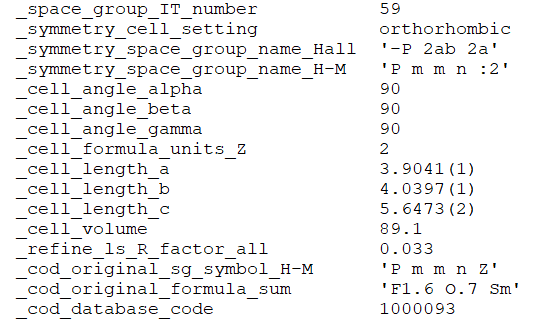 _space_group_IT_number 59
_symmetry_cell_setting orthorhombic
_symmetry_space_group_name_Hall '-P 2ab 2a'
_symmetry_space_group_name_H-M 'P m m n :2'
_cell_angle_alpha 90
_cell_angle_beta 90
_cell_angle_gamma 90
_cell_formula_units_Z 2
_cell_length_a 3.9041(1)
_cell_length_b 4.0397(1)
_cell_length_c 5.6473(2)
_cell_volume 89.1
_refine_ls_R_factor_all 0.033
_cod_original_sg_symbol_H-M 'P m m n Z'
_cod_original_formula_sum 'F1.6 O.7 Sm'
_cod_database_code 1000093